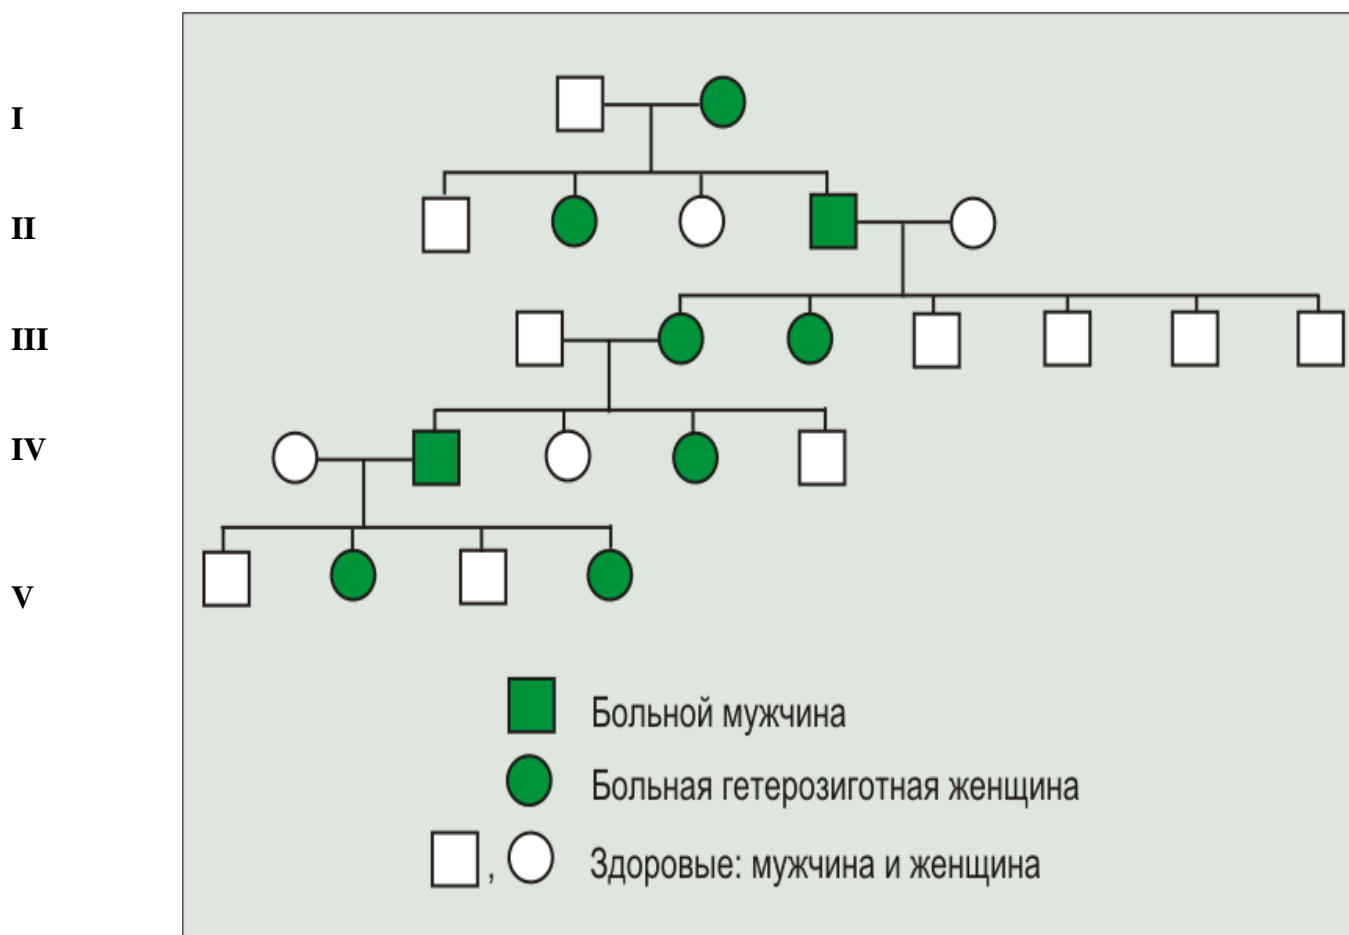 I
II
III
IV
V
Больной мужчина
Больная гетерозиготная женщина
, Здоровые: мужчина и женщина